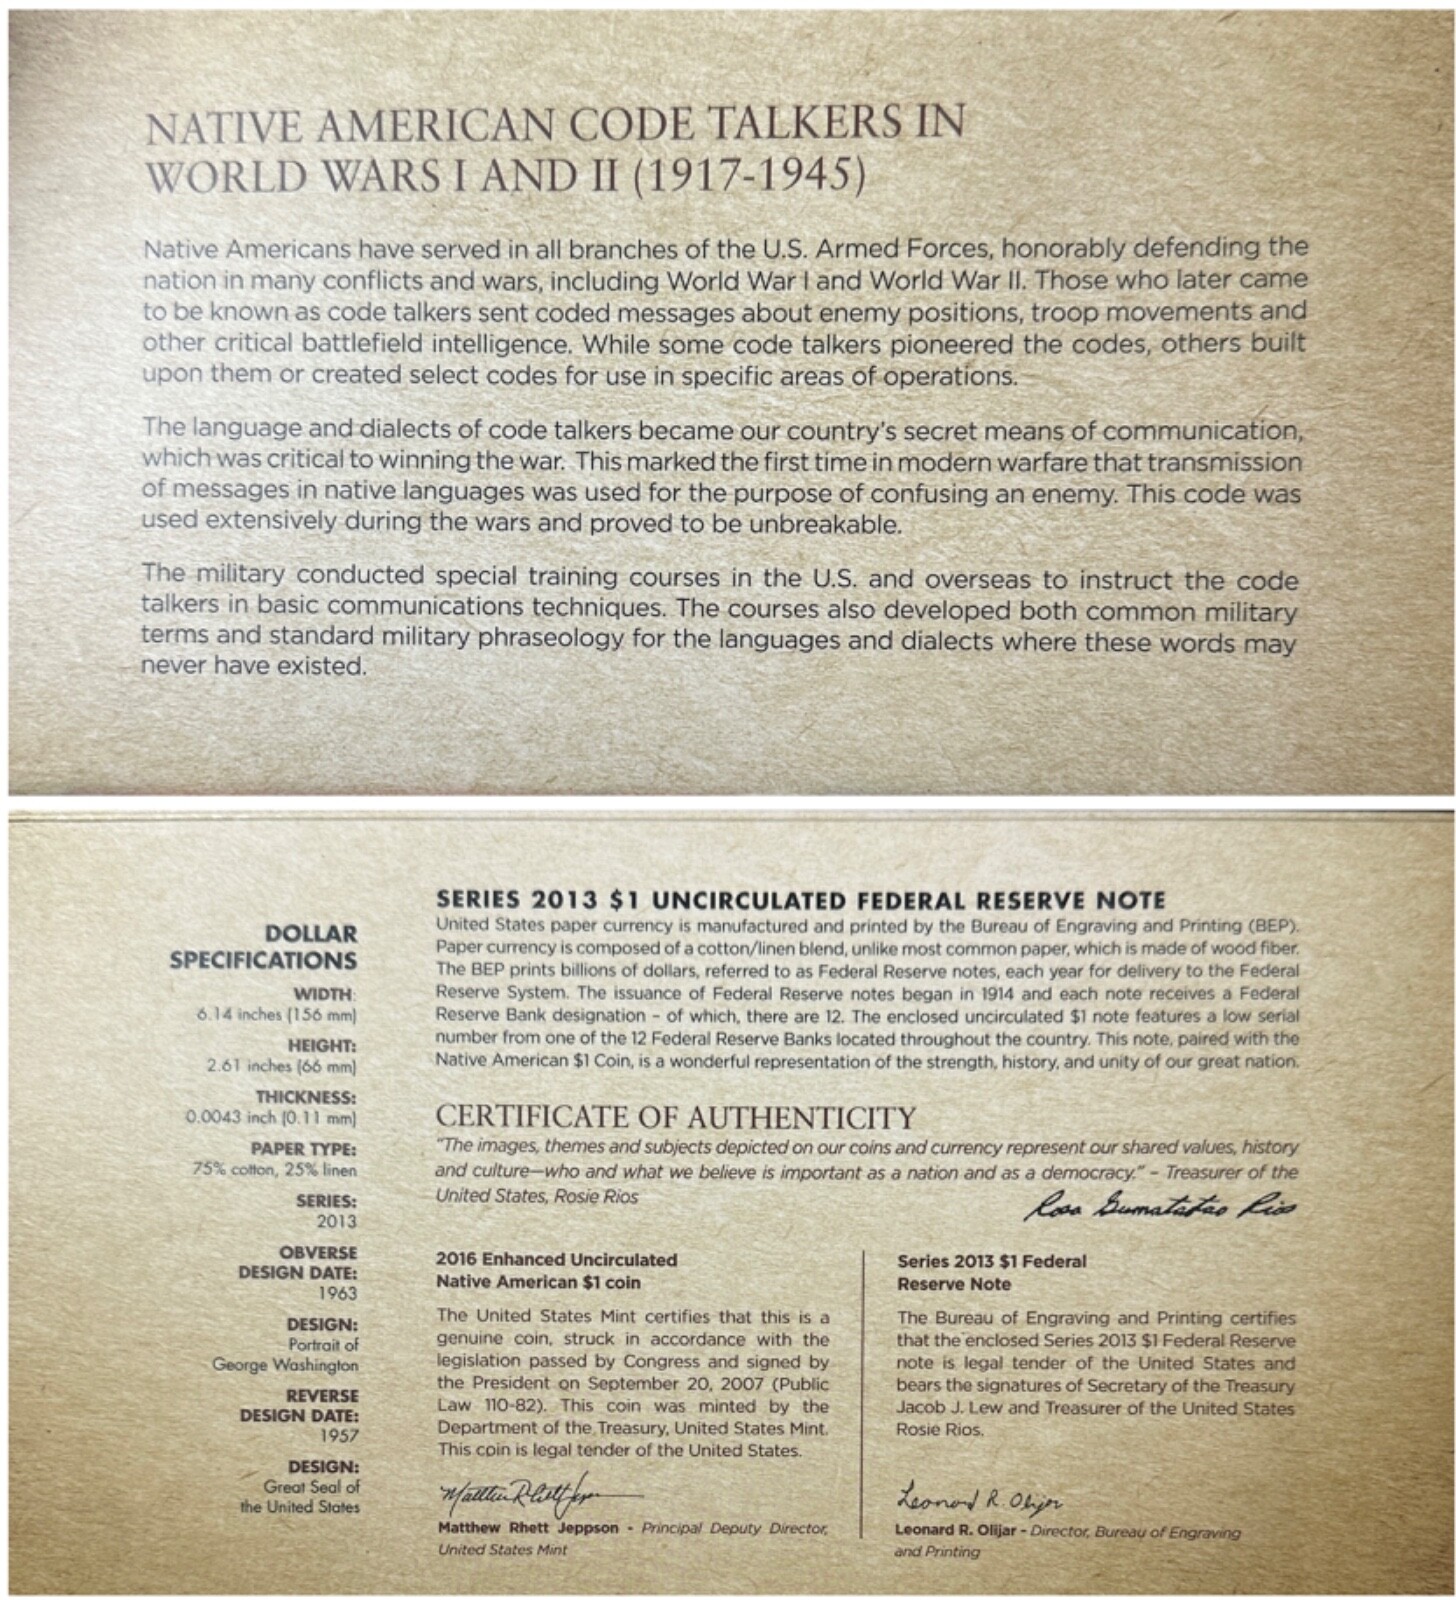 NATIVE AMERICAN CODE TALKERS IN
WORLD WARS I AND II (1917-1945)
Native Americans have served in all branches of the U.S. Armed Forces, honorably defending the
nation in many conflicts and wars, including World War I and World War II. Those who later came
to be known as code talkers sent coded messages about enemy positions, troop movements and
other critical battlefield intelligence. While some code talkers pioneered the codes, others built
upon them or created select codes for use in specific areas of operations.
The language and dialects of code talkers became our country's secret means of communication,
which was critical to winning the war. This marked the first time in modern warfare that transmission
of messages in native languages was used for the purpose of confusing an enemy. This code was
used extensively during the wars and proved to be unbreakable.
The military conducted special training courses in the U.S. and overseas to instruct the code
talkers in basic communications techniques. The courses also developed both common military
terms and standard military phraseology for the languages and dialects where these words may
never have existed.
DOLLAR
SPECIFICATIONS
WIDTH:
6.14 inches (156 mm)
HEIGHT:
2.61 inches (66 mm)
THICKNESS:
0.0043 inch (0.11 mm)
PAPER TYPE:
75% cotton, 25% linen
SERIES:
2013
OBVERSE
DESIGN DATE:
1963
DESIGN:
Portrait of
George Washington
REVERSE
DESIGN DATE:
1957
DESIGN:
Great Seal of
the United States
SERIES 2013 $1 UNCIRCULATED FEDERAL RESERVE NOTE
United States paper currency is manufactured and printed by the Bureau of Engraving and Printing (BEP).
Paper currency is composed of a cotton/linen blend, unlike most common paper, which is made of wood fiber.
The BEP prints billions of dollars, referred to as Federal Reserve notes, each year for delivery to the Federal
Reserve System. The issuance of Federal Reserve notes began in 1914 and each note receives a Federal
Reserve Bank designation – of which, there are 12. The enclosed uncirculated $1 note features a low serial
number from one of the 12 Federal Reserve Banks located throughout the country. This note, paired with the
Native American $1 Coin, is a wonderful representation of the strength, history, and unity of our great nation.
CERTIFICATE OF AUTHENTICITY
"The images, themes and subjects depicted on our coins and currency represent our shared values, history
and culture—who and what we believe is important as a nation and as a democracy." – Treasurer of the
United States, Rosie Rios
Rosa Gumatatao Rios
2016 Enhanced Uncirculated
Native American $1 coin
The United States Mint certifies that this is a
genuine coin, struck in accordance with the
legislation passed by Congress and signed by
the President on September 20, 2007 (Public
Law 110-82). This coin was minted by the
Department of the Treasury, United States Mint.
This coin is legal tender of the United States.
Matthew Rhett Jeppson
Matthew Rhett Jeppson - Principal Deputy Director,
United States Mint
Series 2013 $1 Federal
Reserve Note
The Bureau of Engraving and Printing certifies
that the enclosed Series 2013 $1 Federal Reserve
note is legal tender of the United States and
bears the signatures of Secretary of the Treasury
Jacob J. Lew and Treasurer of the United States
Rosie Rios.
Leonard R. Olijar
Leonard R. Olijar - Director, Bureau of Engraving
and Printing